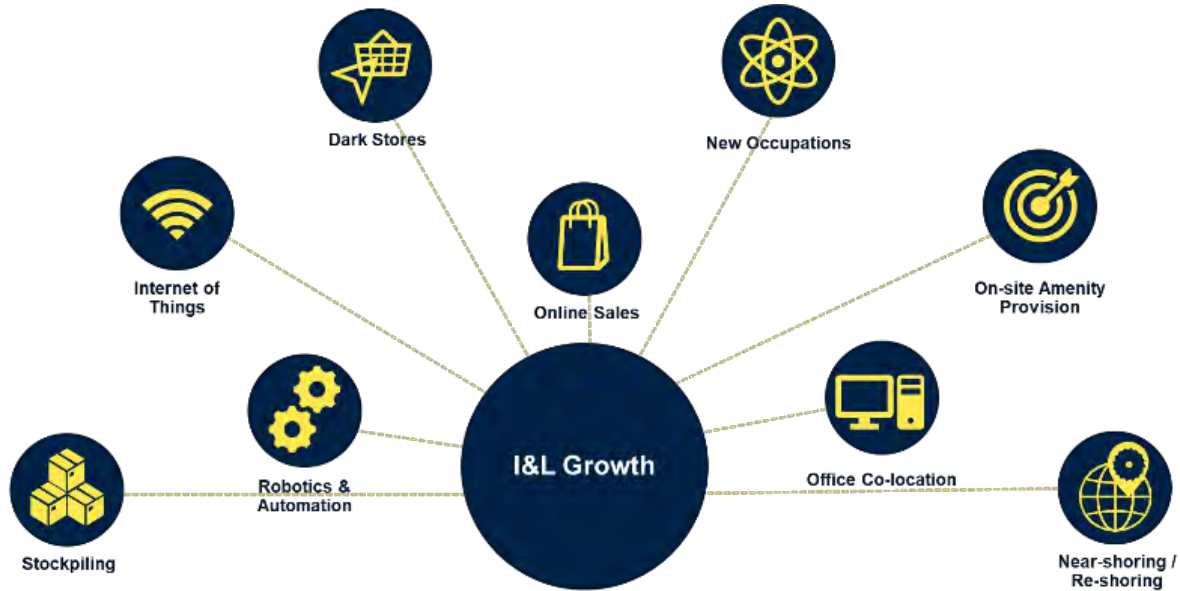 Dark Stores
New Occupations
Internet of
Things
Online Sales
On-site Amenity
Provision
I&L Growth
Robotics &
Automation
Office Co-location
Stockpiling
Near-shoring /
Re-shoring